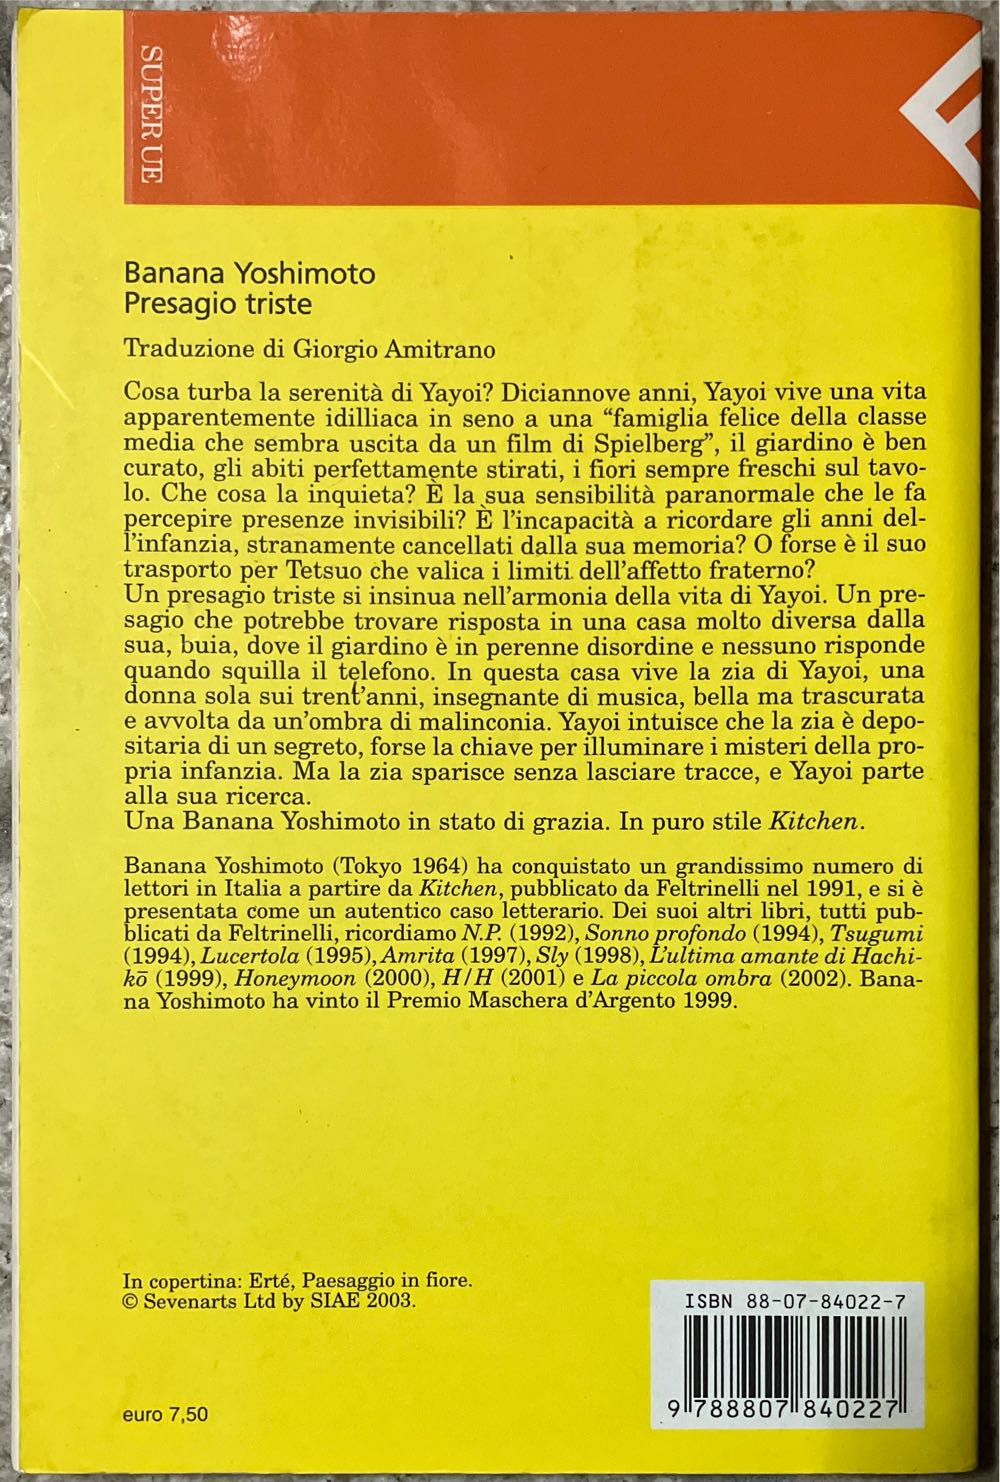 SUPER UE
Banana Yoshimoto
Presagio triste
Traduzione di Giorgio Amitrano
Cosa turba la serenità di Yayoi? Diciannove anni, Yayoi vive una vita
apparentemente idilliaca in seno a una “famiglia felice della classe
media che sembra uscita da un film di Spielberg”, il giardino è ben
curato, gli abiti perfettamente stirati, i fiori sempre freschi sul tavo-
lo. Che cosa la inquieta? È la sua sensibilità paranormale che le fa
percepire presenze invisibili? È l’incapacità a ricordare gli anni del-
l’infanzia, stranamente cancellati dalla sua memoria? O forse è il suo
trasporto per Tetsuo che valica i limiti dell’affetto fraterno?
Un presagio triste si insinua nell’armonia della vita di Yayoi. Un pre-
sagio che potrebbe trovare risposta in una casa molto diversa dalla
sua, buia, dove il giardino è in perenne disordine e nessuno risponde
quando squilla il telefono. In questa casa vive la zia di Yayoi, una
donna sola sui trent’anni, insegnante di musica, bella ma trascurata
e avvolta da un’ombra di malinconia. Yayoi intuisce che la zia è depo-
sitaria di un segreto, forse la chiave per illuminare i misteri della pro-
pria infanzia. Ma la zia sparisce senza lasciare tracce, e Yayoi parte
alla sua ricerca.
Una Banana Yoshimoto in stato di grazia. In puro stile Kitchen.
Banana Yoshimoto (Tokyo 1964) ha conquistato un grandissimo numero di
lettori in Italia a partire da Kitchen, pubblicato da Feltrinelli nel 1991, e si è
presentata come un autentico caso letterario. Dei suoi altri libri, tutti pub-
blicati da Feltrinelli, ricordiamo N.P. (1992), Sonno profondo (1994), Tsugumi
(1994), Lucertola (1995), Amrita (1997), Sly (1998), L’ultima amante di Hachi-
kō (1999), Honeymoon (2000), H/H (2001) e La piccola ombra (2002). Bana-
na Yoshimoto ha vinto il Premio Maschera d’Argento 1999.
In copertina: Erté, Paesaggio in fiore.
© Sevenarts Ltd by SIAE 2003.
ISBN 88-07-84022-7
9 788807 840227
euro 7,50